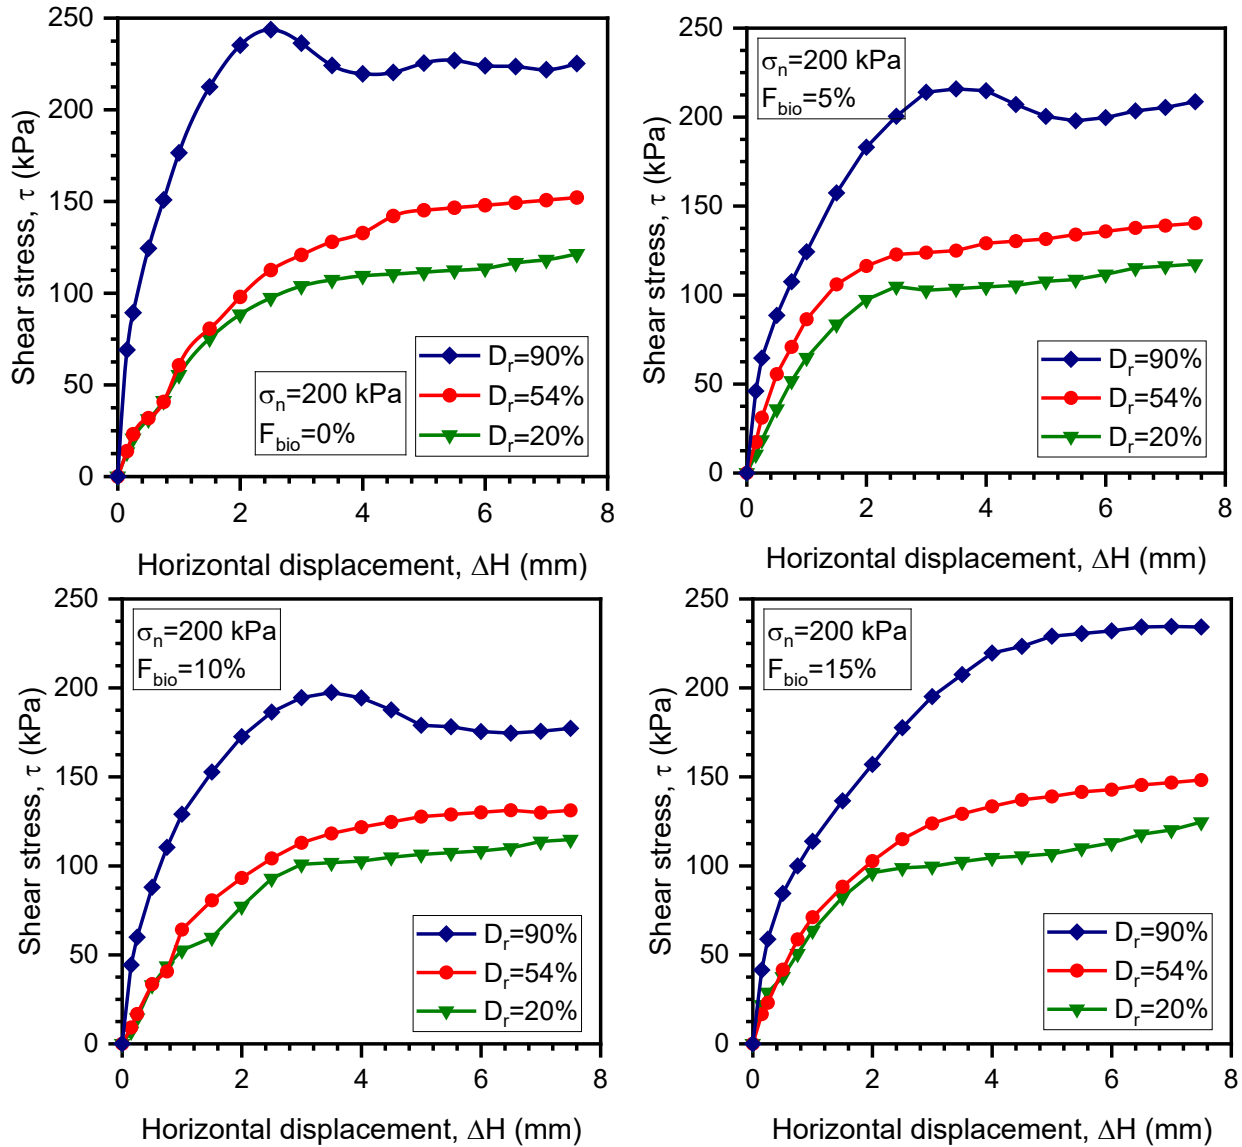 250
200
150
100
50
0
Shear stress, τ (kPa)
σn=200 kPa
Fbio=0%
Dr=90%
Dr=54%
Dr=20%
0 2 4 6 8
Horizontal displacement, ΔH (mm)
250
200
150
100
50
0
Shear stress, τ (kPa)
σn=200 kPa
Fbio=5%
Dr=90%
Dr=54%
Dr=20%
0 2 4 6 8
Horizontal displacement, ΔH (mm)
250
200
150
100
50
0
Shear stress, τ (kPa)
σn=200 kPa
Fbio=10%
Dr=90%
Dr=54%
Dr=20%
0 2 4 6 8
Horizontal displacement, ΔH (mm)
250
200
150
100
50
0
Shear stress, τ (kPa)
σn=200 kPa
Fbio=15%
Dr=90%
Dr=54%
Dr=20%
0 2 4 6 8
Horizontal displacement, ΔH (mm)